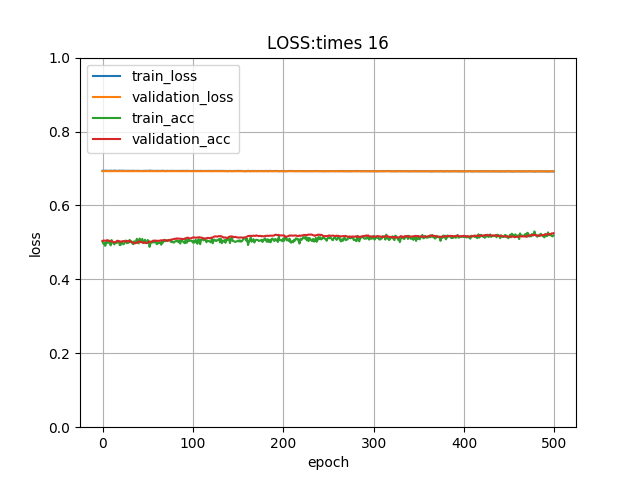 LOSS:times 16
train_loss
validation_loss
train_acc
validation_acc
1.0
0.8
0.6
0.4
0.2
0.0
loss
0 100 200 300 400 500
epoch